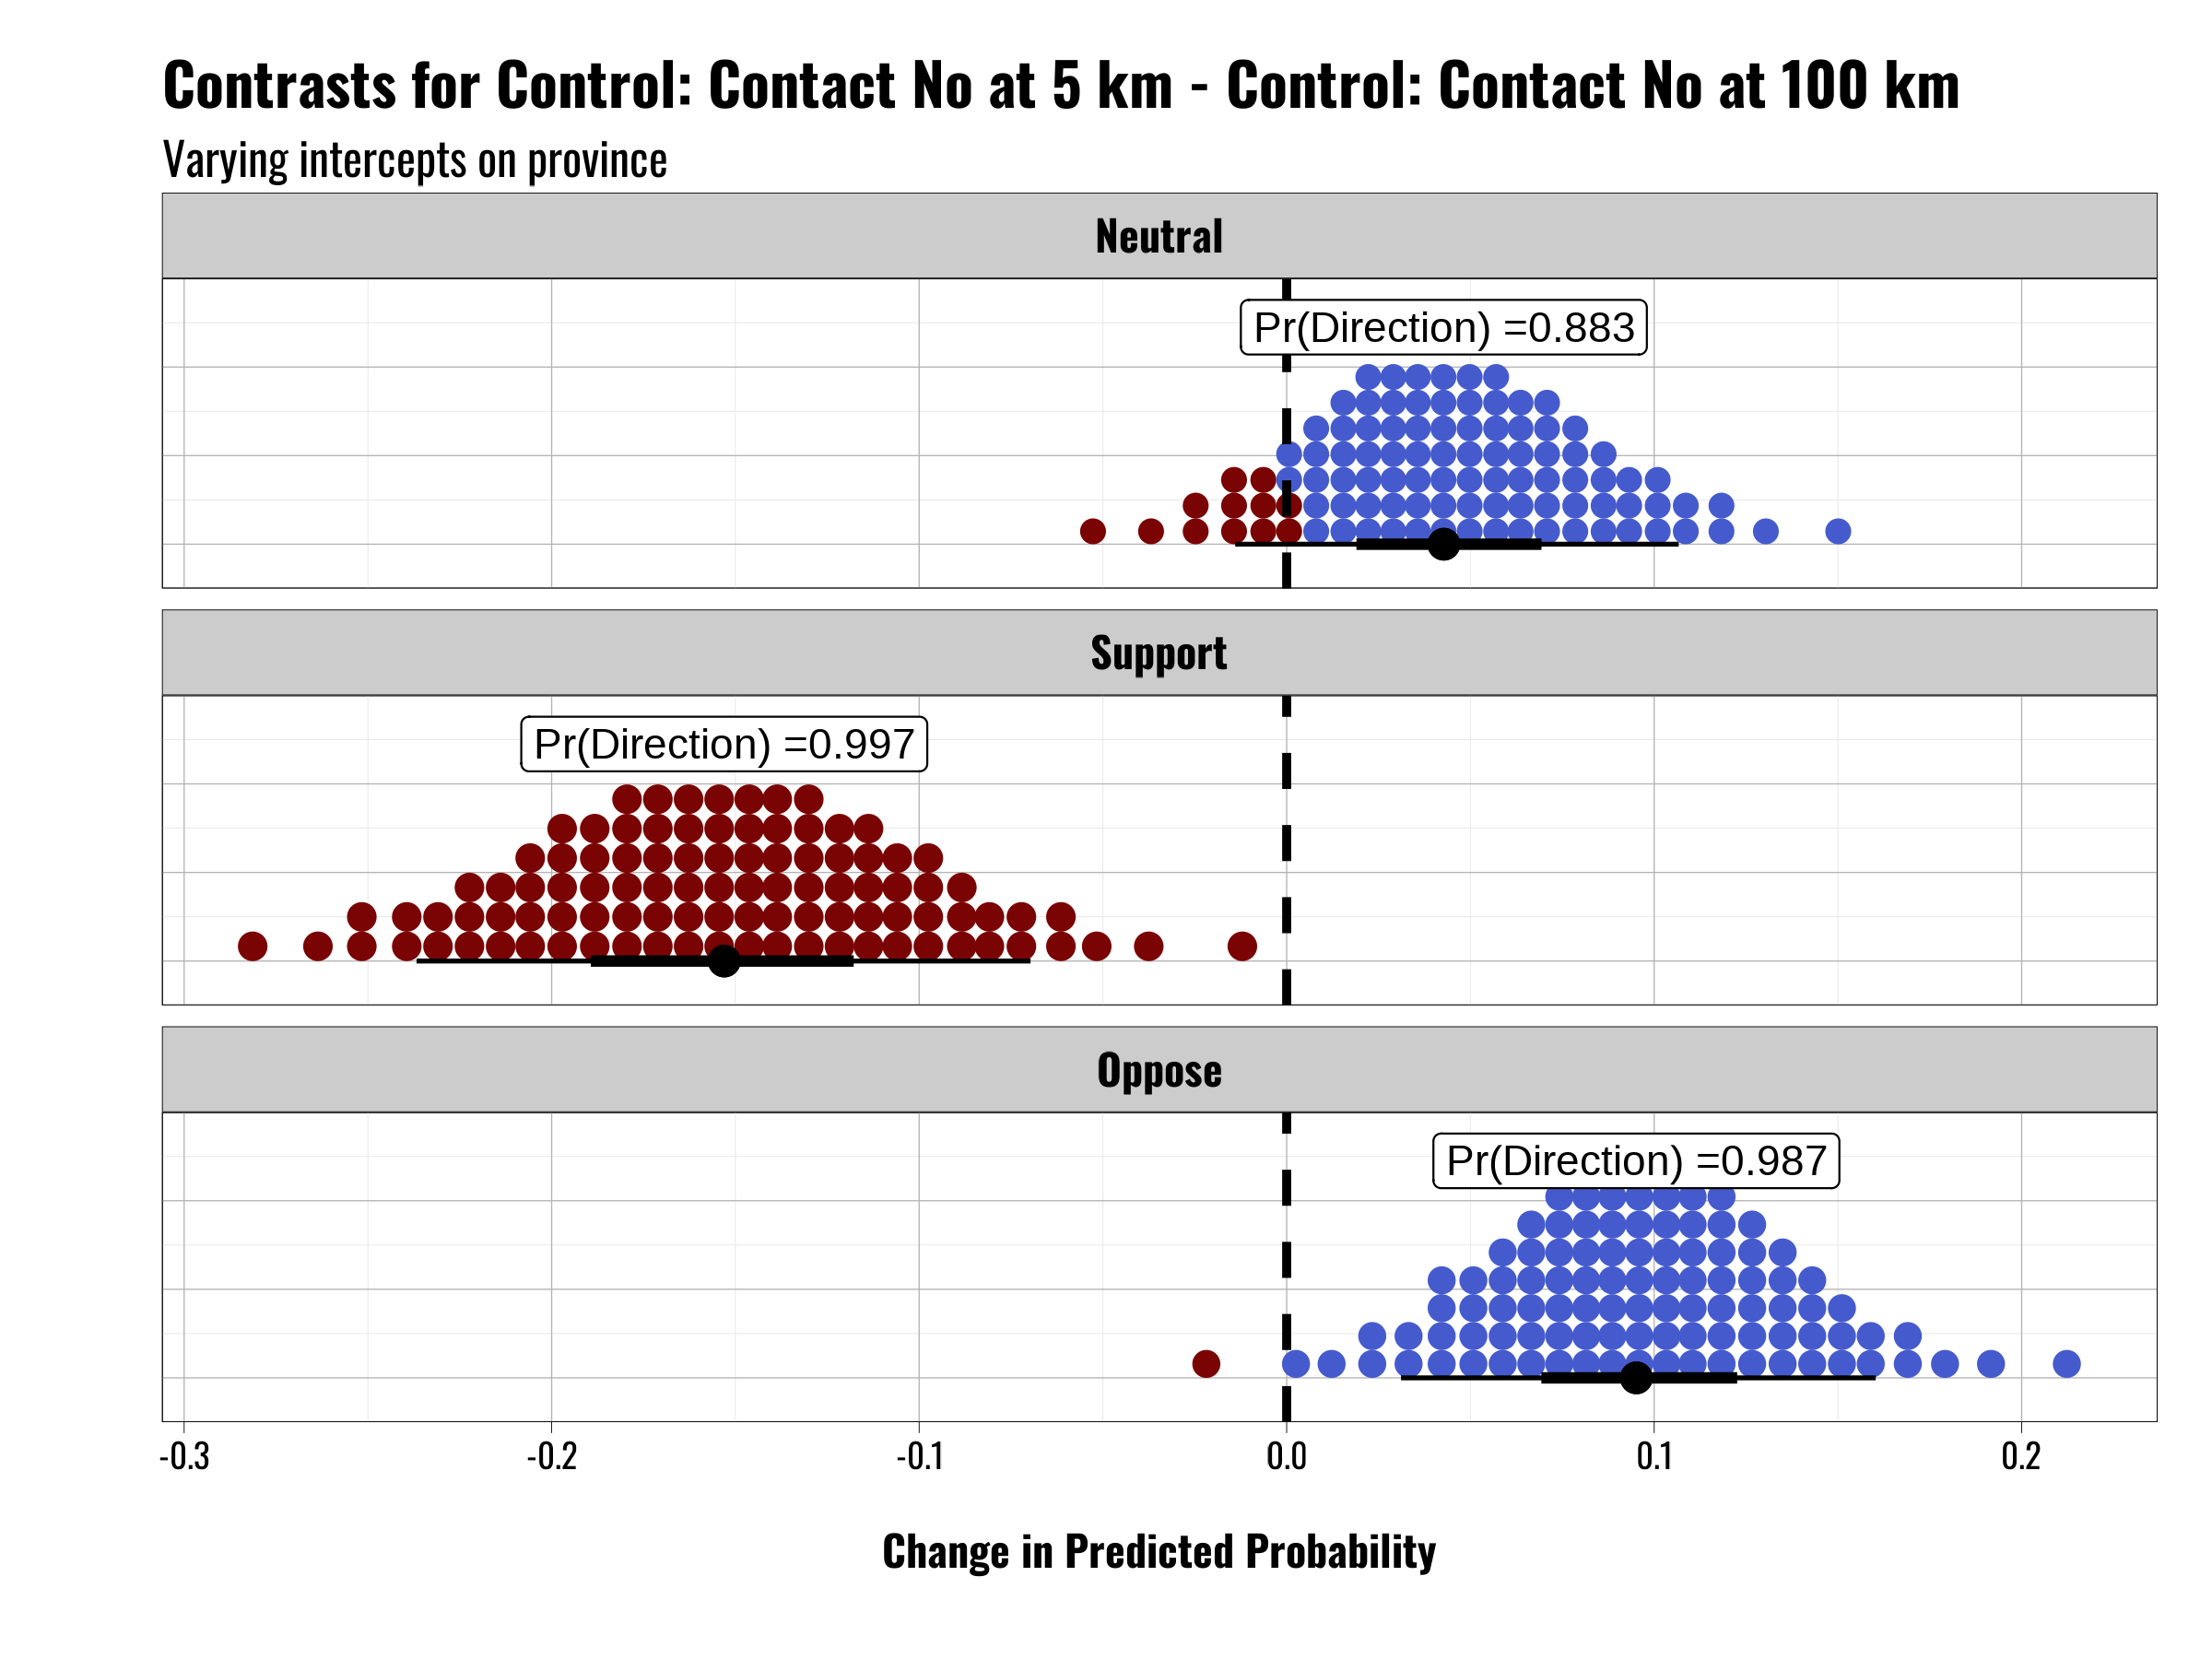 Contrasts for Control: Contact No at 5 km - Control: Contact No at 100 km
Varying intercepts on province
Neutral
Pr(Direction) =0.883
Support
Pr(Direction) =0.997
Oppose
Pr(Direction) =0.987
-0.3 -0.2 -0.1 0.0 0.1 0.2
Change in Predicted Probability